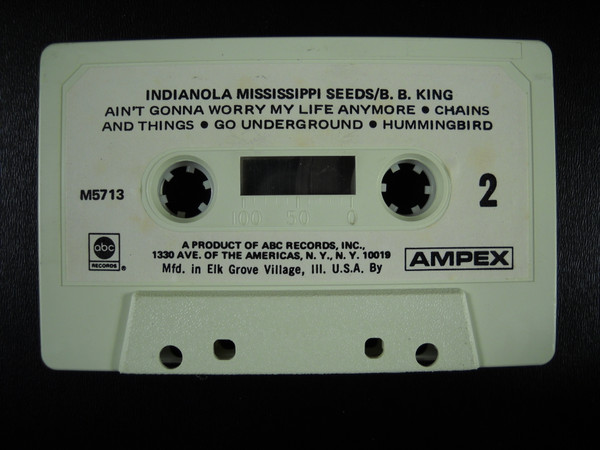 INDIANOLA MISSISSIPPI SEEDS/B. B. KING
AIN'T GONNA WORRY MY LIFE ANYMORE • CHAINS
AND THINGS • GO UNDERGROUND • HUMMINGBIRD
M5713
100 50 0
2
abc
RECORDS ®
A PRODUCT OF ABC RECORDS, INC.,
1330 AVE. OF THE AMERICAS, N. Y., N. Y. 10019
Mfd. in Elk Grove Village, Ill. U.S.A. By
AMPEX